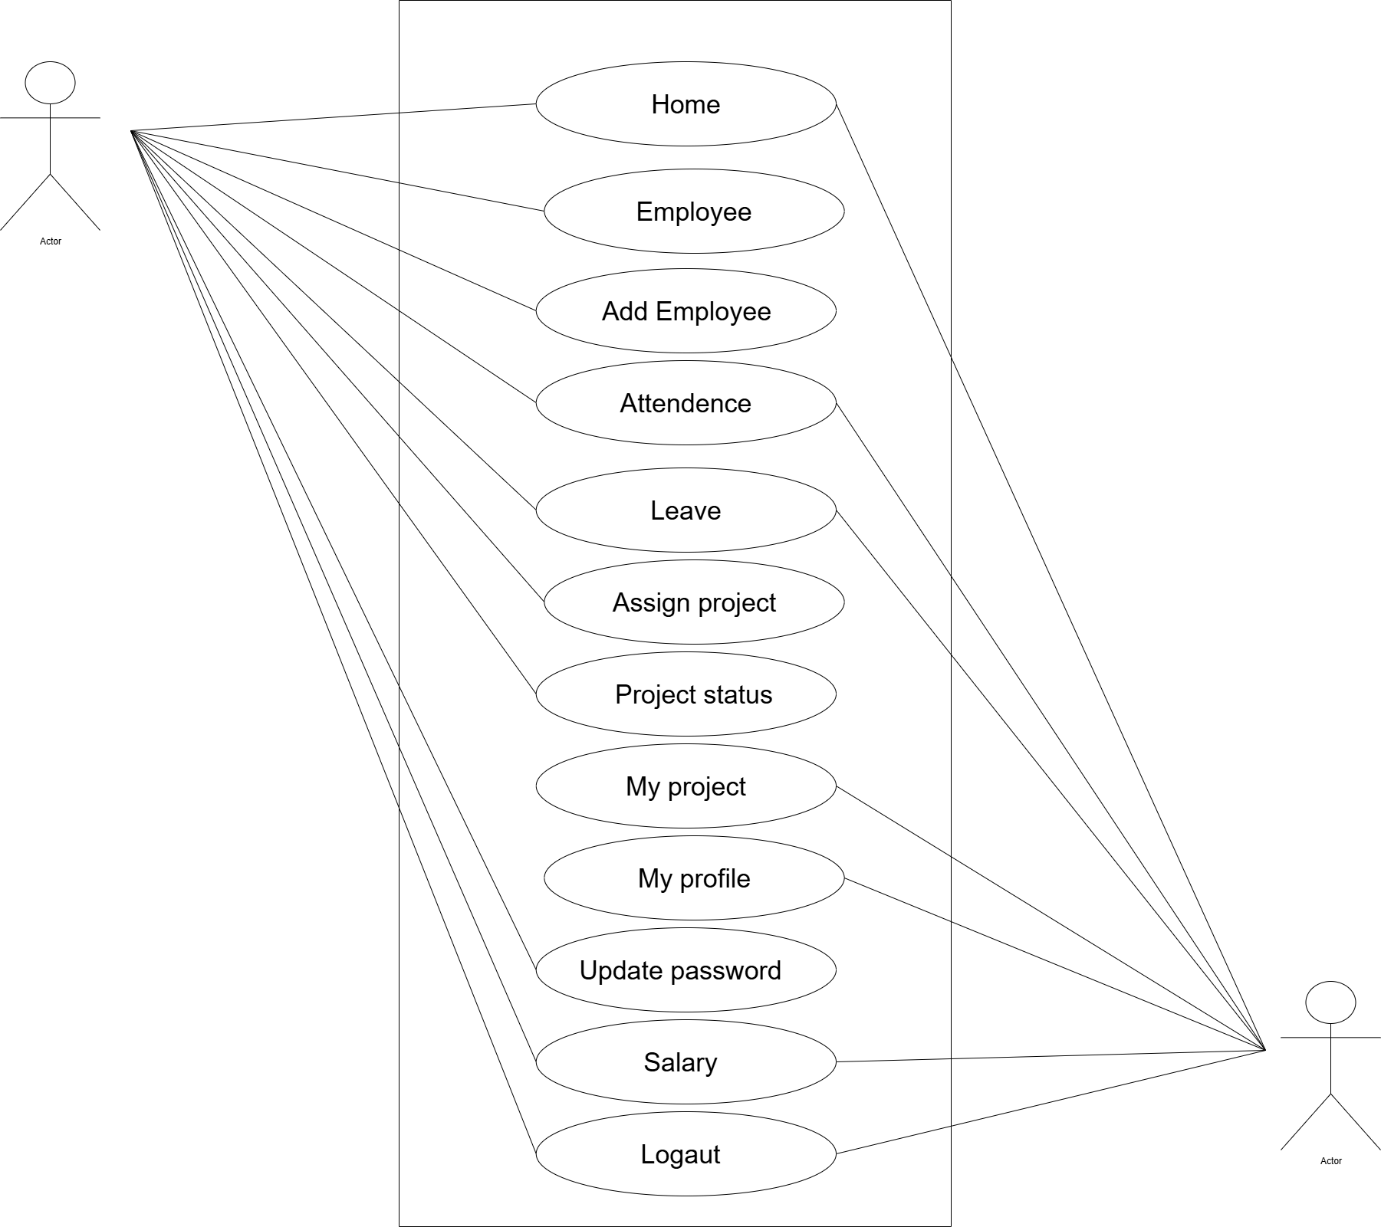 Home
Employee
Actor
Add Employee
Attendence
Leave
Assign project
Project status
My project
My profile
Update password
Salary
Logaut
Actor